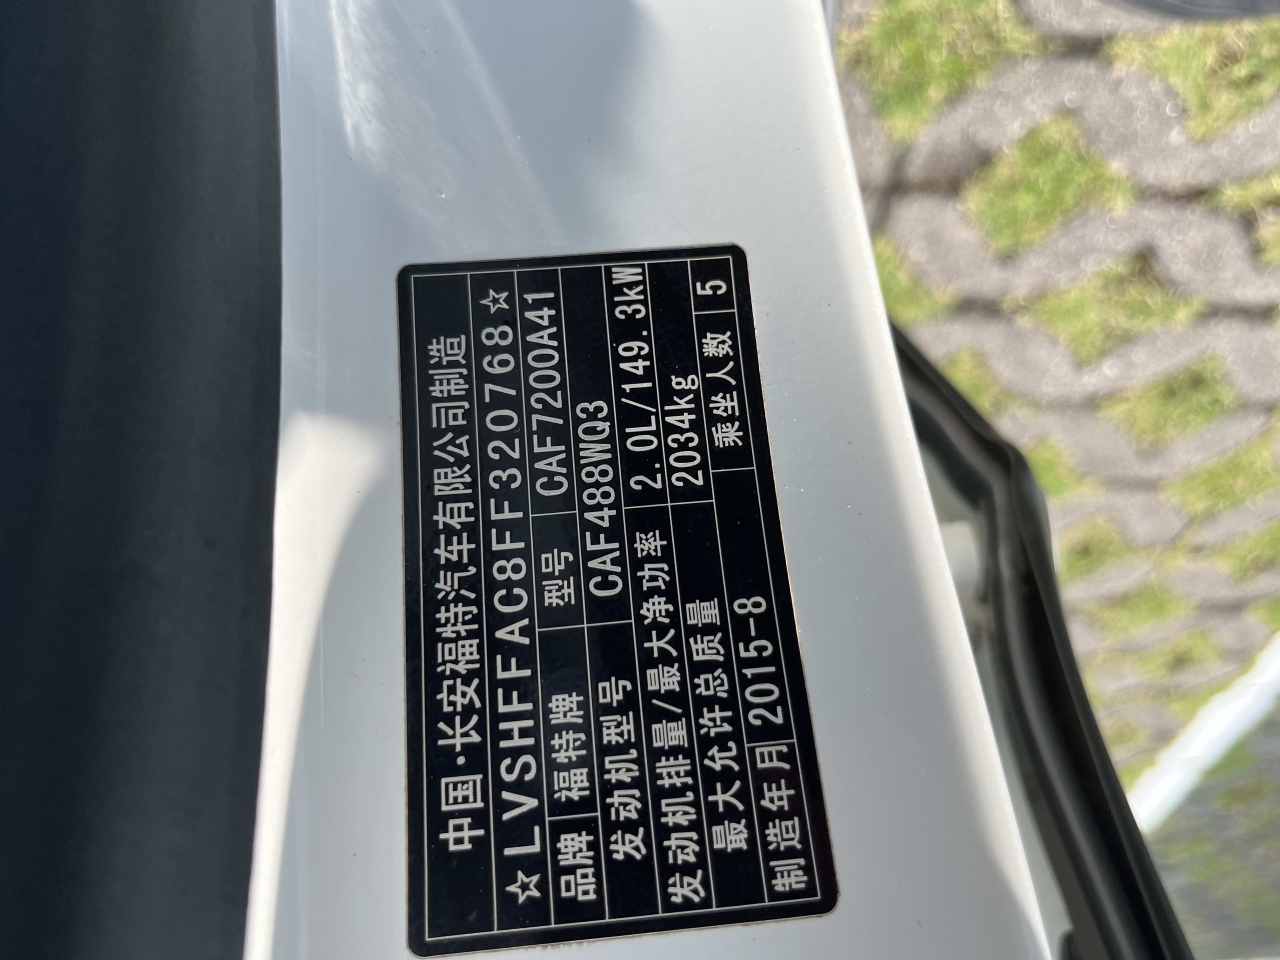 中国·长安福特汽车有限公司制造
☆LVSHFFAC8FF320768☆
品牌 福特牌 型号 CAF7200A41
发动机型号 CAF488WQ3
发动机排量/最大净功率 2.0L/149.3kW
最大允许总质量 2034kg
制造年月 2015-8 乘坐人数 5